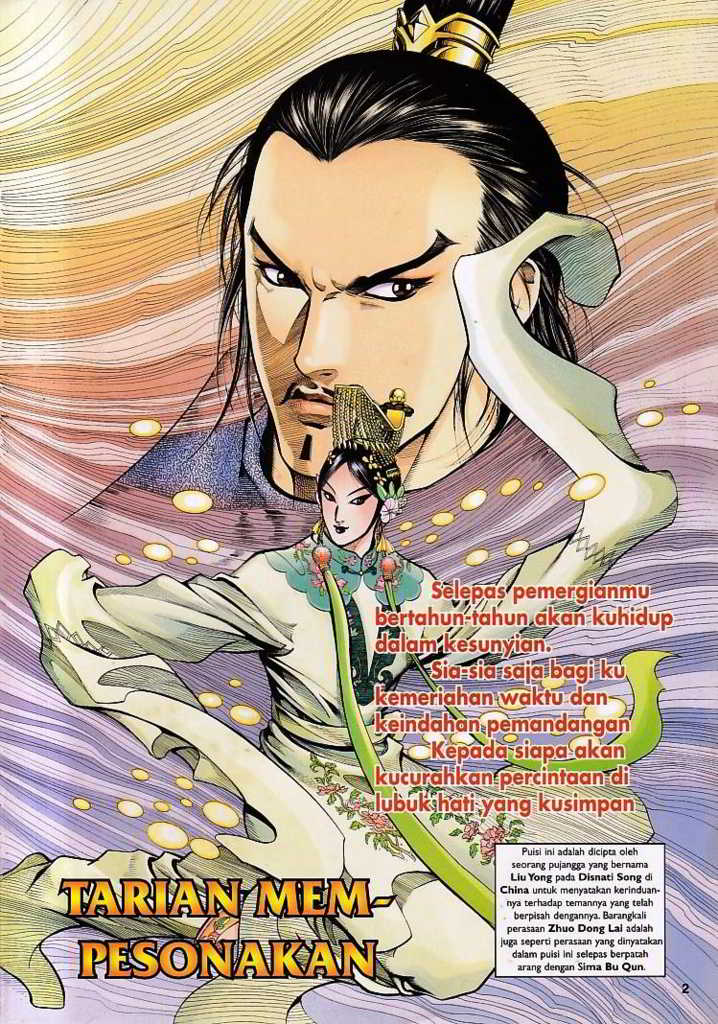 Selepas pemergianmu
bertahun-tahun akan kuhidup
dalam kesunyian.
Sia-sia saja bagi ku
kemeriahan waktu dan
keindahan pemandangan
Kepada siapa akan
kucurahkan percintaan di
lubuk hati yang kusimpan
Puisi ini adalah dicipta oleh
seorang pujangga yang bernama
Liu Yong pada Disnati Song di
China untuk menyatakan kerinduan-
nya terhadap temannya yang telah
berpisah dengannya. Barangkali
perasaan Zhuo Dong Lai adalah
juga seperti perasaan yang dinyatakan
dalam puisi ini selepas berpatah
arang dengan Sima Bu Qun.
TARIAN MEM-
PESONAKAN
2